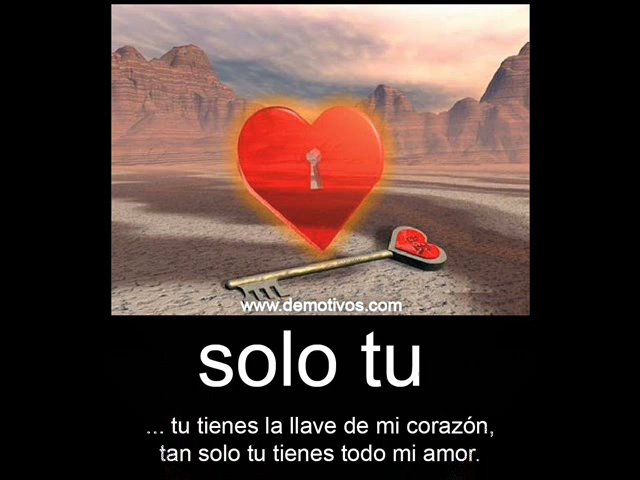 www.demotivos.com
solo tu
... tu tienes la llave de mi corazón,
tan solo tu tienes todo mi amor.